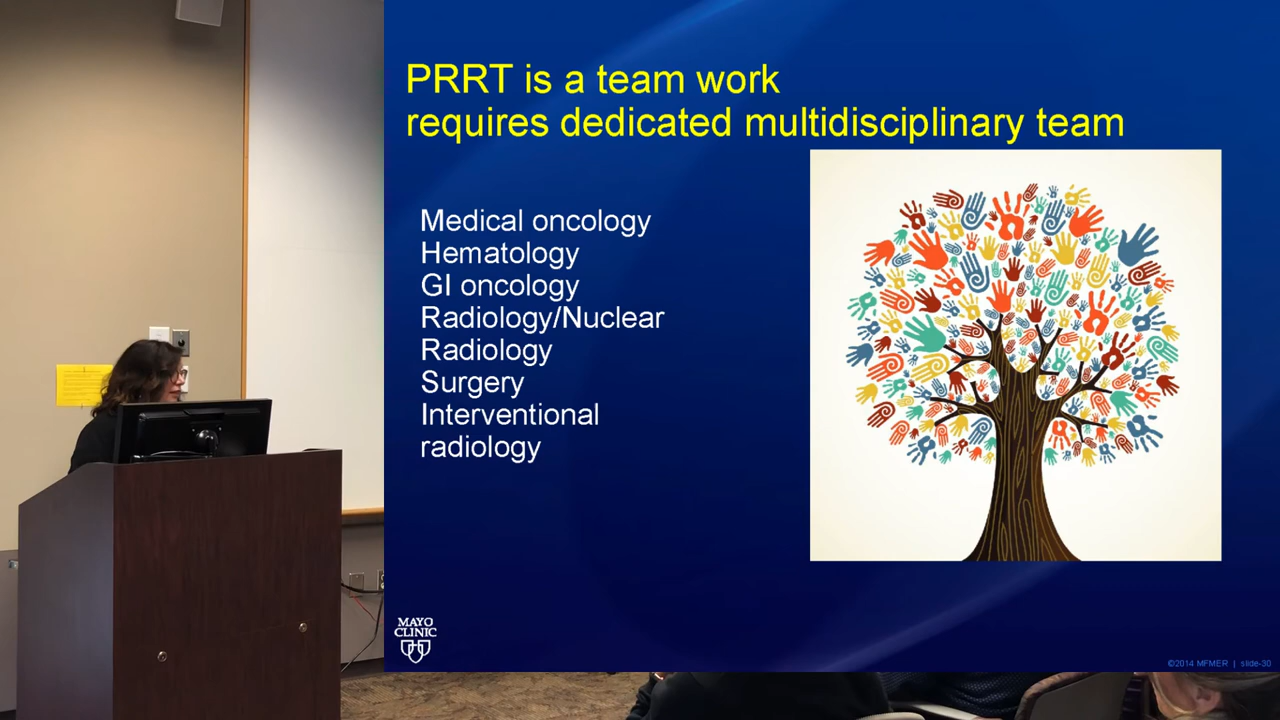 PRRT is a team work
requires dedicated multidisciplinary team
Medical oncology
Hematology
GI oncology
Radiology/Nuclear
Radiology
Surgery
Interventional
radiology
MAYO
CLINIC
©2014 MFMER | slide-30